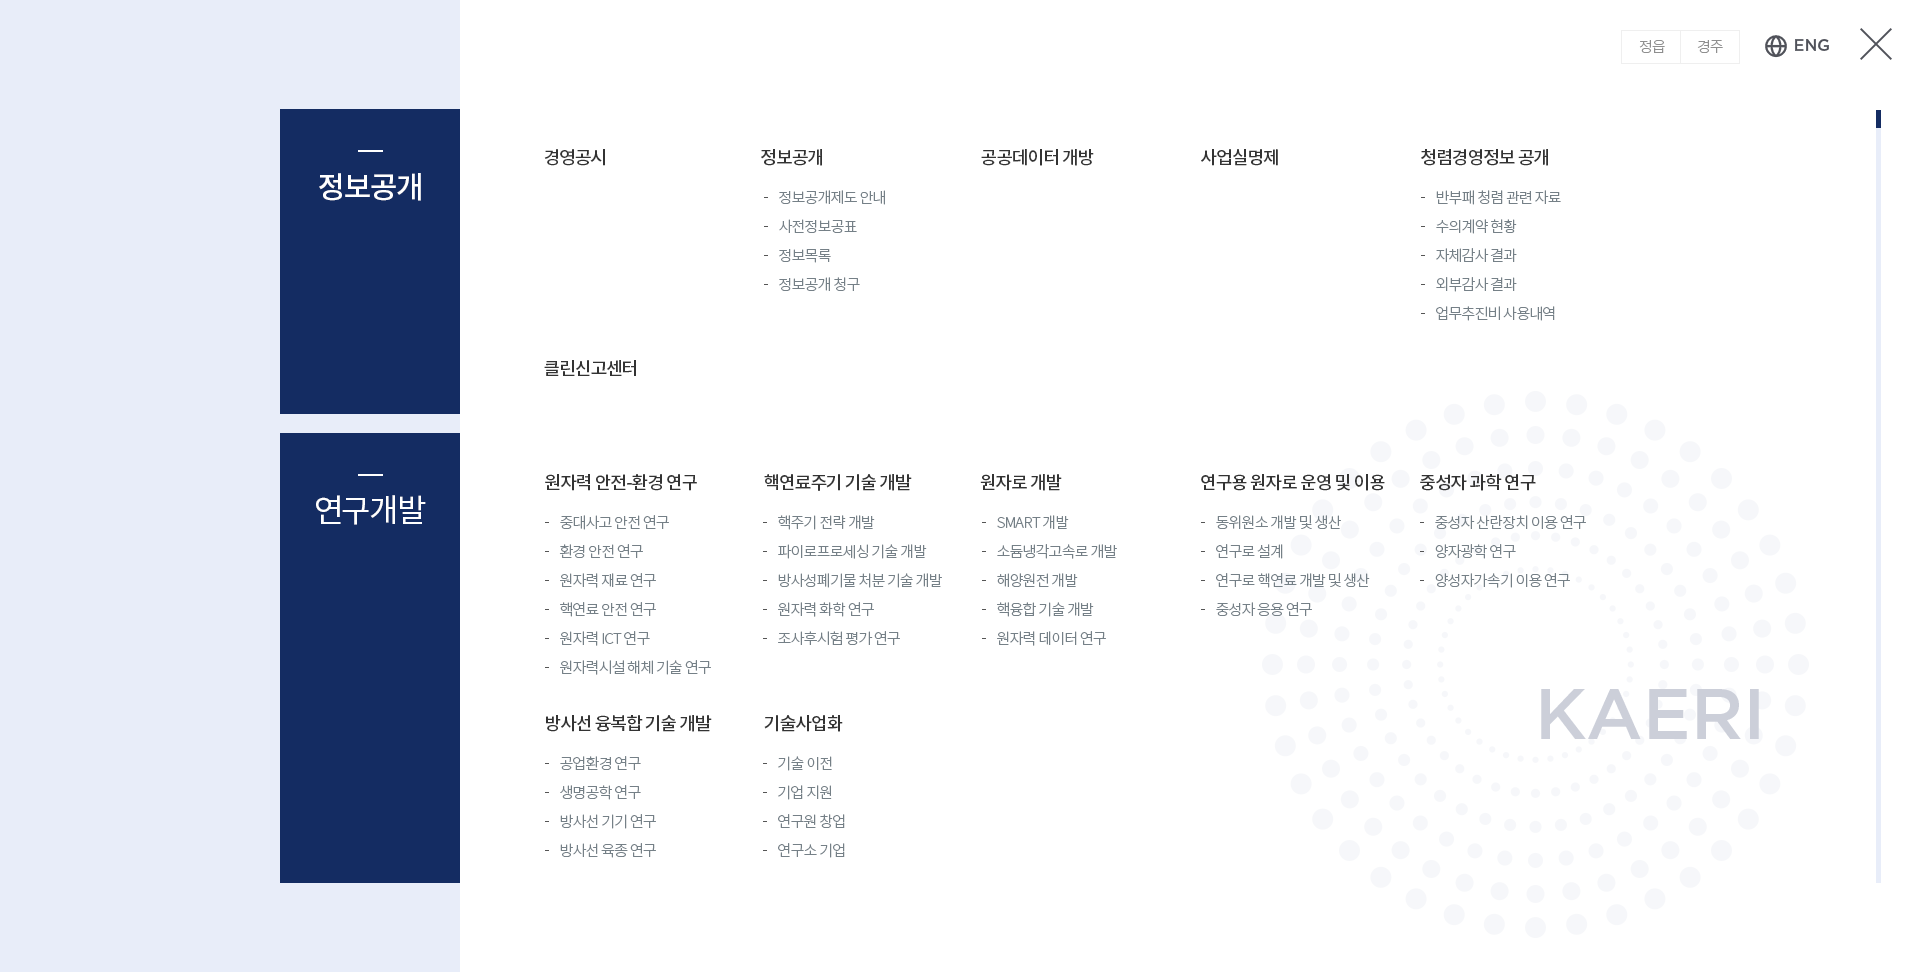 정읍
경주
ENG
정보공개
경영공시
정보공개
- 정보공개제도 안내
- 사전정보공표
- 정보목록
- 정보공개 청구
공공데이터 개방
사업실명제
청렴경영정보 공개
- 반부패 청렴 관련 자료
- 수의계약 현황
- 자체감사 결과
- 외부감사 결과
- 업무추진비 사용내역
클린신고센터
연구개발
원자력 안전-환경 연구
- 중대사고 안전 연구
- 환경 안전 연구
- 원자력 재료 연구
- 핵연료 안전 연구
- 원자력 ICT 연구
- 원자력시설 해체 기술 연구
핵연료주기 기술 개발
- 핵주기 전략 개발
- 파이로프로세싱 기술 개발
- 방사성폐기물 처분 기술 개발
- 원자력 화학 연구
- 조사후시험 평가 연구
원자로 개발
- SMART 개발
- 소듐냉각고속로 개발
- 해양원전 개발
- 핵융합 기술 개발
- 원자력 데이터 연구
연구용 원자로 운영 및 이용
- 동위원소 개발 및 생산
- 연구로 설계
- 연구로 핵연료 개발 및 생산
- 중성자 응용 연구
중성자 과학 연구
- 중성자 산란장치 이용 연구
- 양자광학 연구
- 양성자가속기 이용 연구
방사선 융복합 기술 개발
- 공업환경 연구
- 생명공학 연구
- 방사선 기기 연구
- 방사선 육종 연구
기술사업화
- 기술 이전
- 기업 지원
- 연구원 창업
- 연구소 기업
KAERI